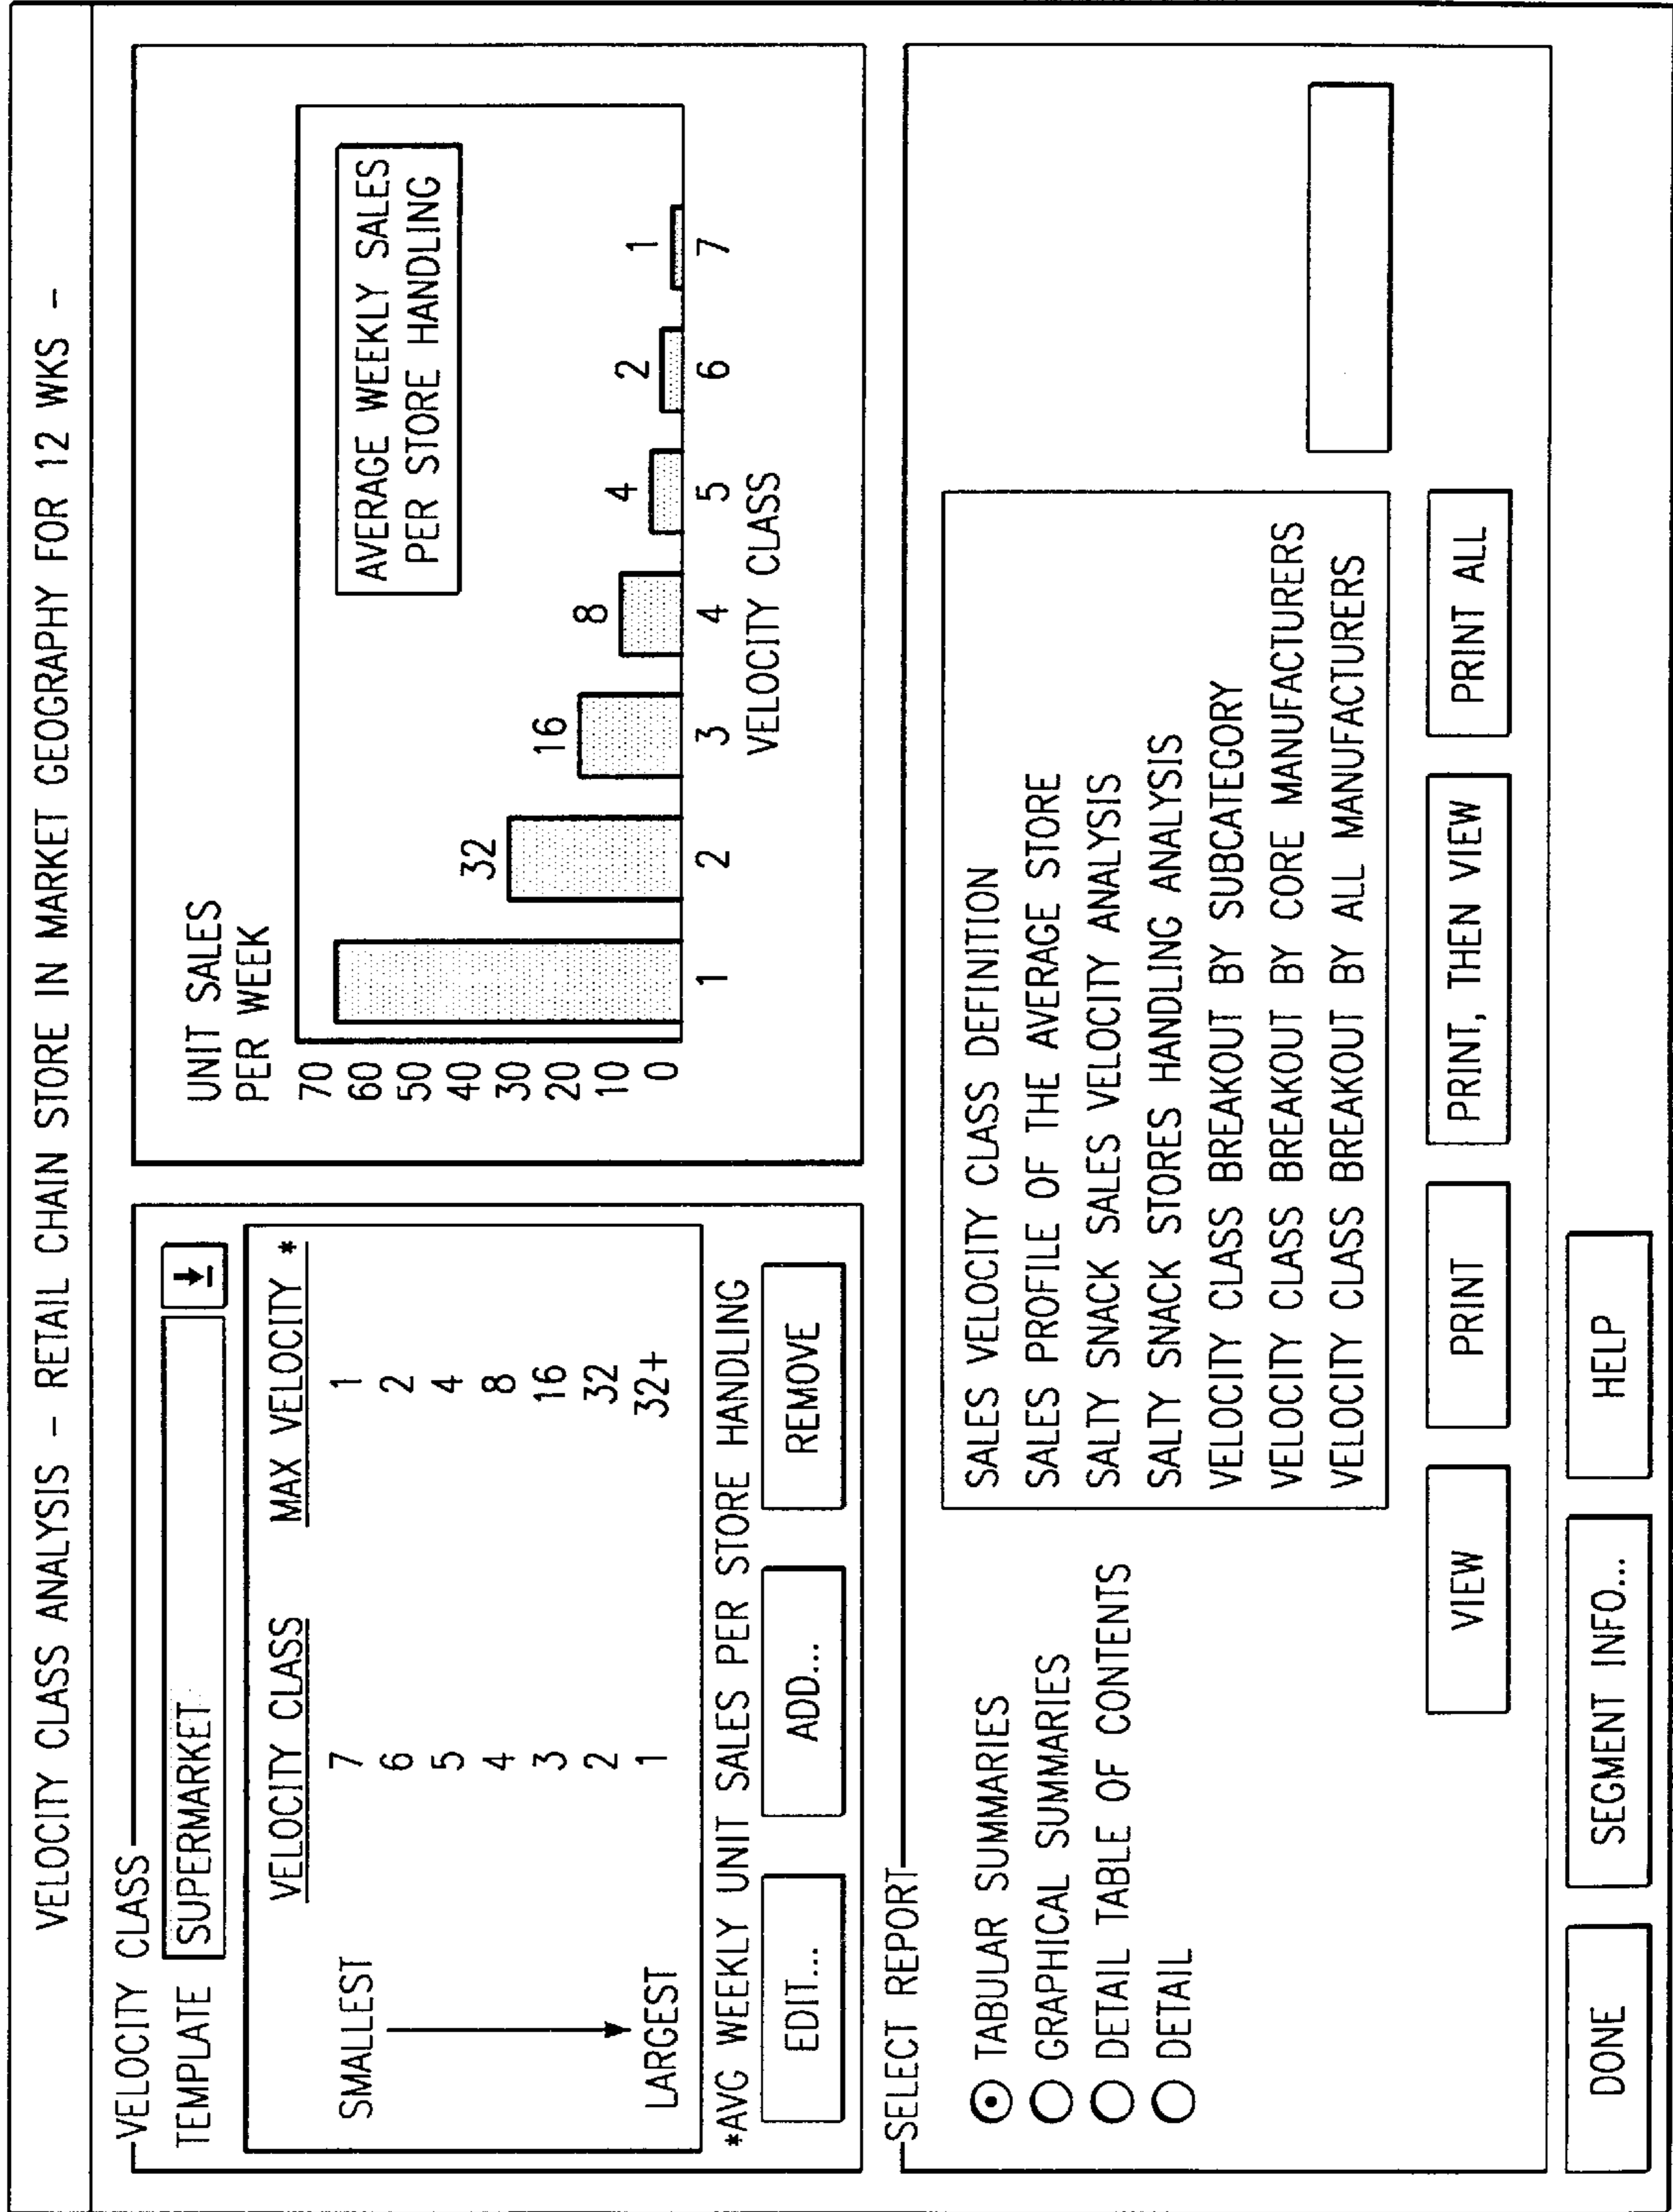 VELOCITY CLASS ANALYSIS – RETAIL CHAIN STORE IN MARKET GEOGRAPHY FOR 12 WKS –
VELOCITY CLASS
TEMPLATE SUPERMARKET
VELOCITY CLASS MAX VELOCITY *
SMALLEST 7 1
6 2
5 4
4 8
3 16
2 32
LARGEST 1 32+
*AVG WEEKLY UNIT SALES PER STORE HANDLING
EDIT... ADD... REMOVE
UNIT SALES
PER WEEK
AVERAGE WEEKLY SALES
PER STORE HANDLING
70
60
50
40
30
20
10
0
32
16
8
4
2
1
1 2 3 4 5 6 7
VELOCITY CLASS
SELECT REPORT
TABULAR SUMMARIES
GRAPHICAL SUMMARIES
DETAIL TABLE OF CONTENTS
DETAIL
SALES VELOCITY CLASS DEFINITION
SALES PROFILE OF THE AVERAGE STORE
SALTY SNACK SALES VELOCITY ANALYSIS
SALTY SNACK STORES HANDLING ANALYSIS
VELOCITY CLASS BREAKOUT BY SUBCATEGORY
VELOCITY CLASS BREAKOUT BY CORE MANUFACTURERS
VELOCITY CLASS BREAKOUT BY ALL MANUFACTURERS
VIEW PRINT PRINT, THEN VIEW PRINT ALL
DONE SEGMENT INFO... HELP